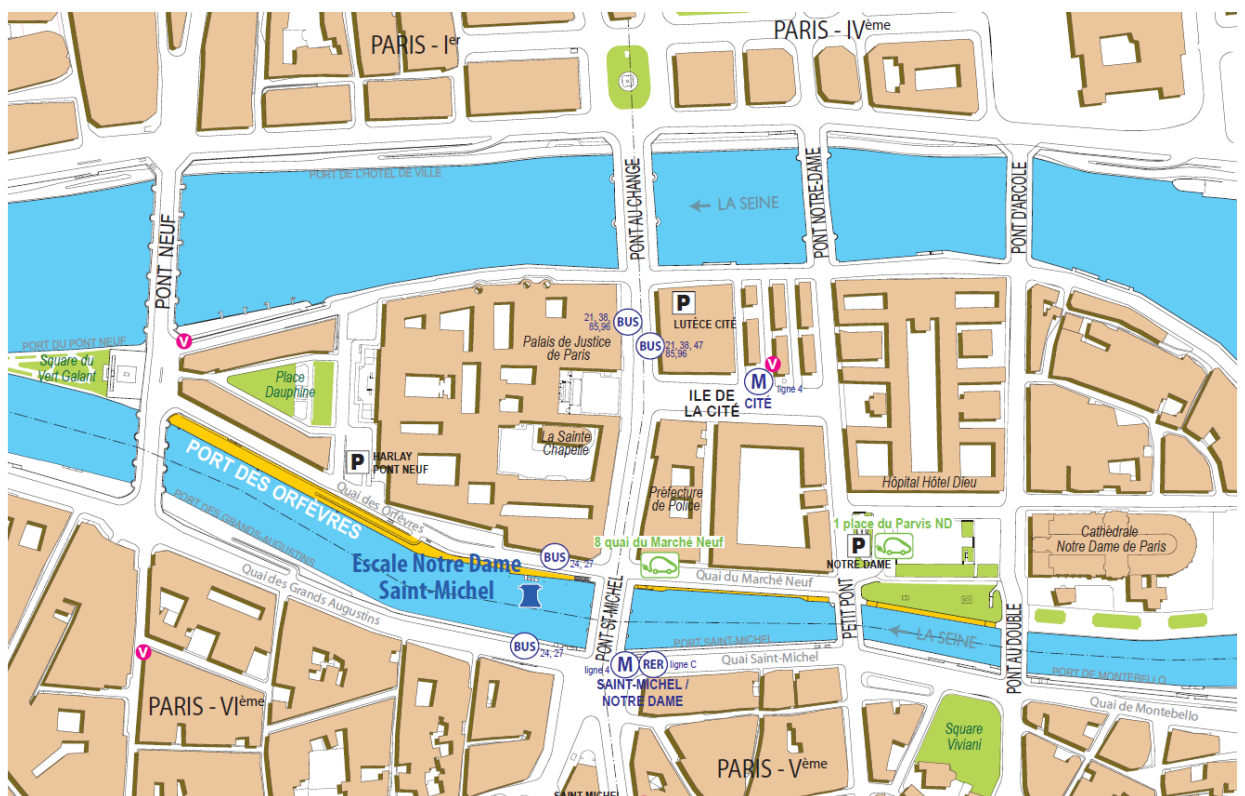 PARIS - Ier
PARIS - IVème
PORT DE L'HÔTEL DE VILLE
PONT NEUF
PONT AU CHANGE
← LA SEINE
PONT NOTRE-DAME
PONT D'ARCOLE
PORT DU PONT NEUF
Square du
Vert Galant
V
Place
Dauphine
P
HARLAY
PONT NEUF
Palais de Justice
de Paris
La Sainte
Chapelle
21, 38,
85,96
BUS
BUS
21, 38, 47
85,96
P
LUTÈCE CITÉ
V
M
ligne 4
CITÉ
ILE DE
LA CITÉ
Préfecture
de Police
Hôpital Hôtel Dieu
1 place du Parvis ND
P
NOTRE DAME
Cathédrale
Notre Dame de Paris
PORT DES ORFÈVRES
Quai des Orfèvres
PORT DES GRANDS AUGUSTINS
Quai des Grands Augustins
Escale Notre Dame
Saint-Michel
BUS
24, 27
8 quai du Marché Neuf
Quai du Marché Neuf
PONT ST-MICHEL
PETIT PONT
PONT AU DOUBLE
← LA SEINE
BUS
24, 27
PORT SAINT-MICHEL
Quai Saint-Michel
ligne 4
M
RER
ligne C
SAINT-MICHEL /
NOTRE DAME
PORT DE MONTEBELLO
Quai de Montebello
V
PARIS - VIème
PARIS - Vème
Square
Viviani
SAINT MICHEL